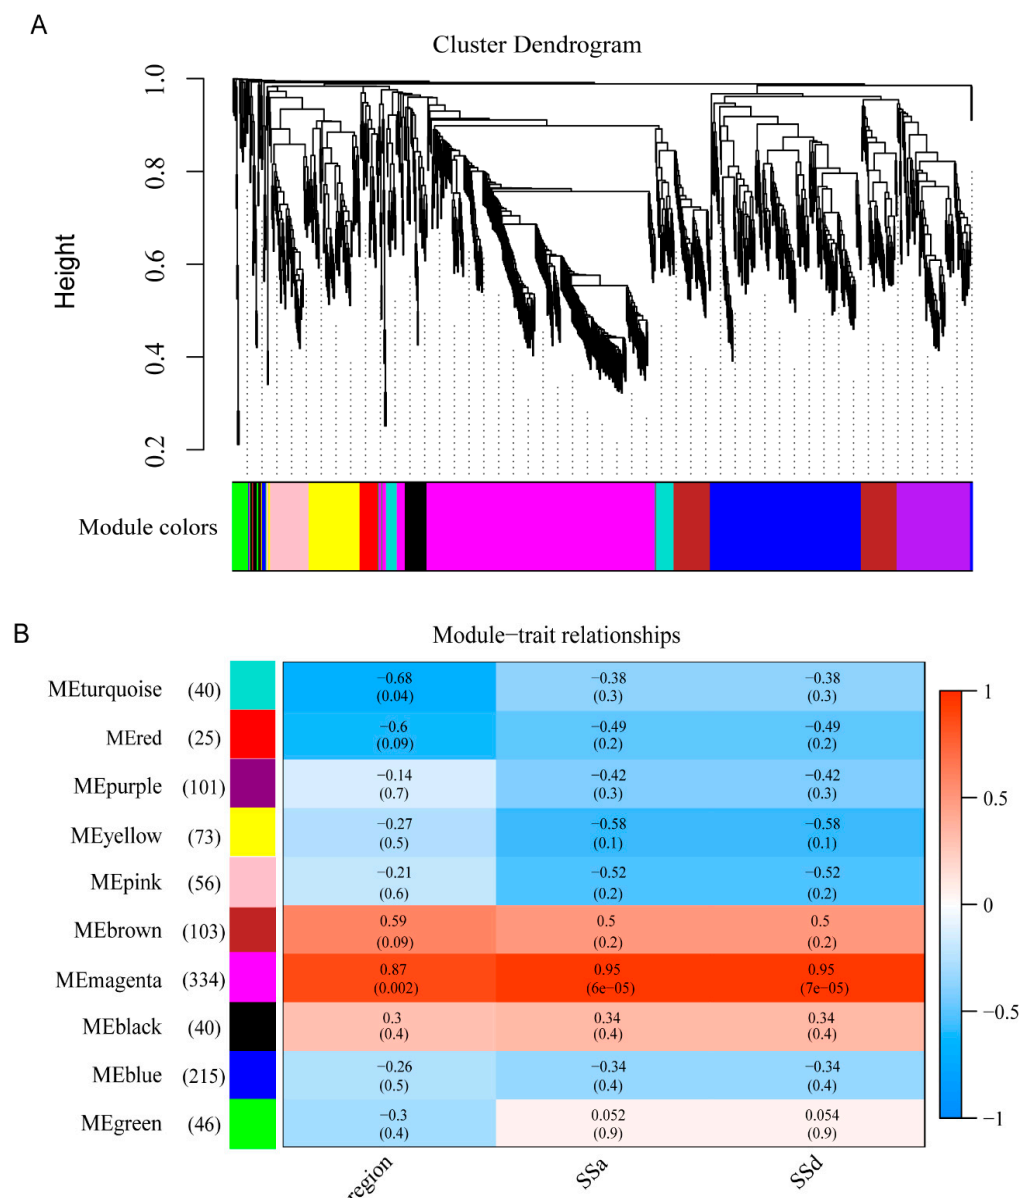 A
Cluster Dendrogram
Height
1.0
0.8
0.6
0.4
0.2
Module colors
B
Module−trait relationships
MEturquoise (40) −0.68 (0.04) −0.38 (0.3) −0.38 (0.3)
MEred (25) −0.6 (0.09) −0.49 (0.2) −0.49 (0.2)
MEpurple (101) −0.14 (0.7) −0.42 (0.3) −0.42 (0.3)
MEyellow (73) −0.27 (0.5) −0.58 (0.1) −0.58 (0.1)
MEpink (56) −0.21 (0.6) −0.52 (0.2) −0.52 (0.2)
MEbrown (103) 0.59 (0.09) 0.5 (0.2) 0.5 (0.2)
MEmagenta (334) 0.87 (0.002) 0.95 (6e−05) 0.95 (7e−05)
MEblack (40) 0.3 (0.4) 0.34 (0.4) 0.34 (0.4)
MEblue (215) −0.26 (0.5) −0.34 (0.4) −0.34 (0.4)
MEgreen (46) −0.3 (0.4) 0.052 (0.9) 0.054 (0.9)
1
0.5
0
−0.5
−1
region SSa SSd